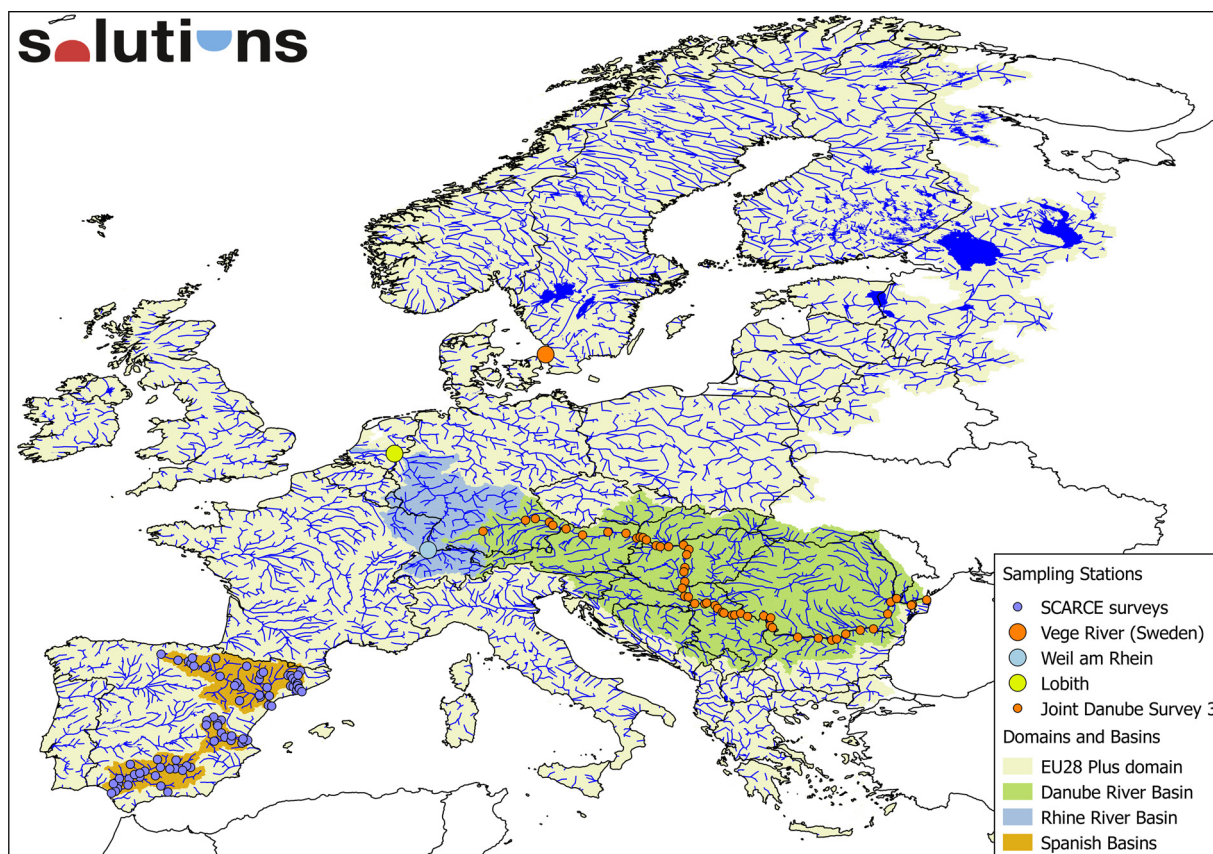 solutions
Sampling Stations
SCARCE surveys
Vege River (Sweden)
Weil am Rhein
Lobith
Joint Danube Survey 3
Domains and Basins
EU28 Plus domain
Danube River Basin
Rhine River Basin
Spanish Basins